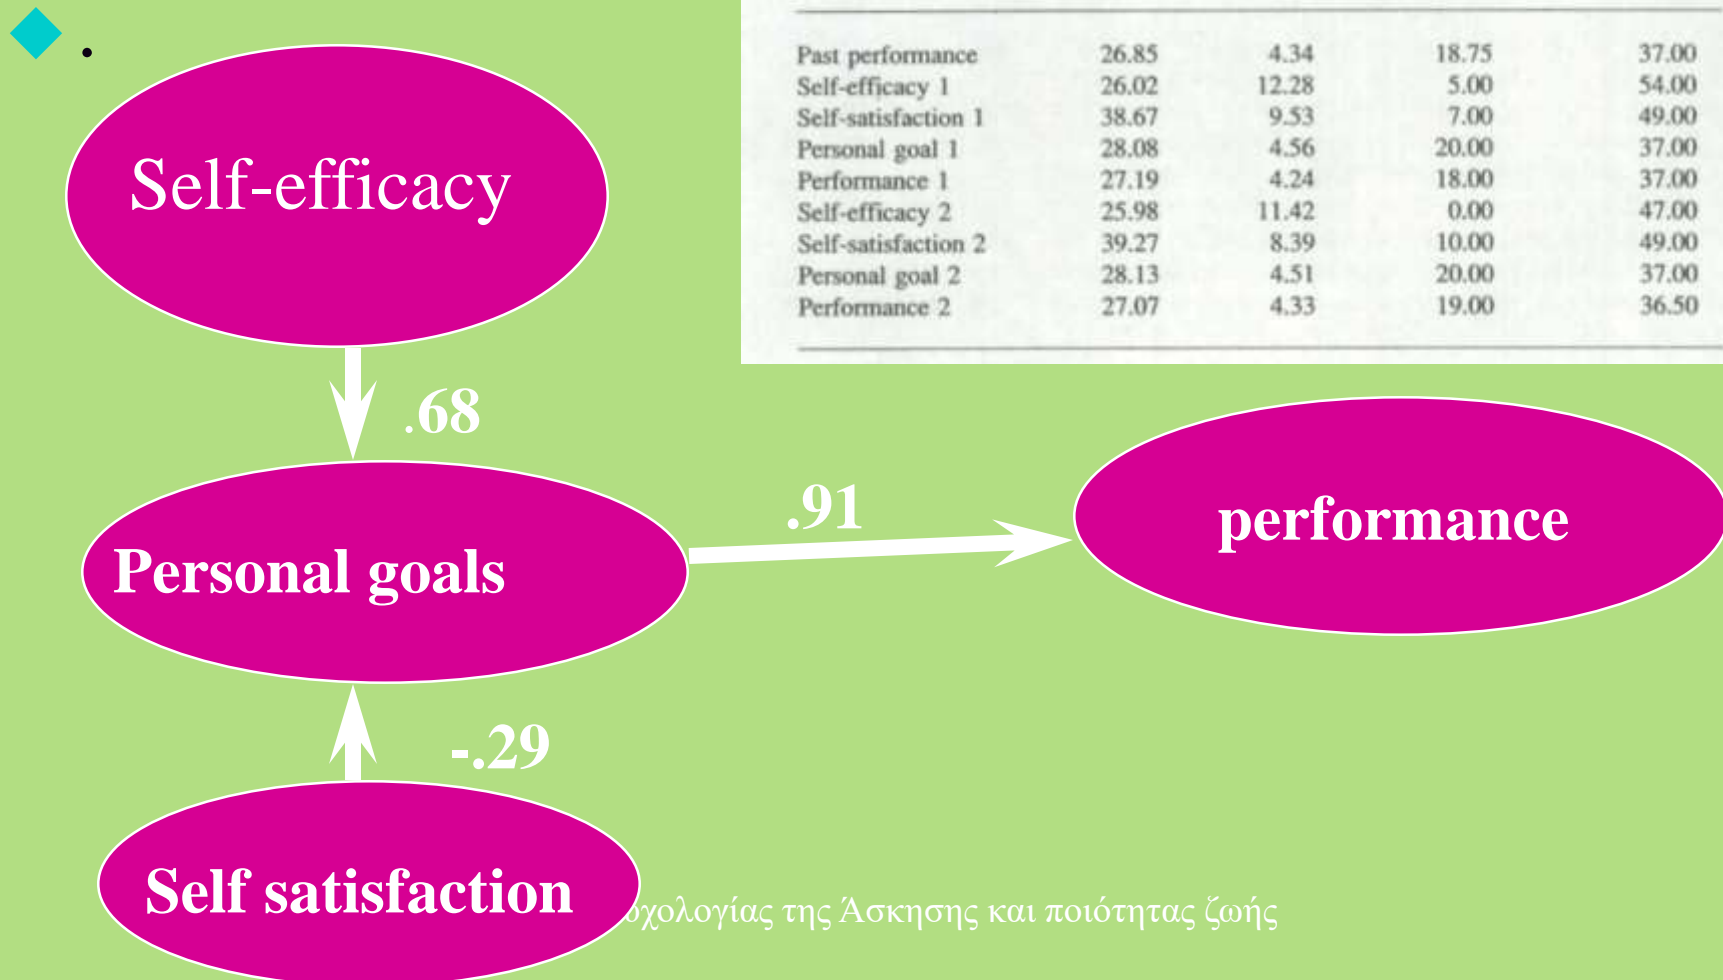 .
Past performance 26.85 4.34 18.75 37.00
Self-efficacy 1 26.02 12.28 5.00 54.00
Self-satisfaction 1 38.67 9.53 7.00 49.00
Personal goal 1 28.08 4.56 20.00 37.00
Performance 1 27.19 4.24 18.00 37.00
Self-efficacy 2 25.98 11.42 0.00 47.00
Self-satisfaction 2 39.27 8.39 10.00 49.00
Personal goal 2 28.13 4.51 20.00 37.00
Performance 2 27.07 4.33 19.00 36.50
Self-efficacy
.68
Personal goals
.91
performance
-.29
Self satisfaction
της Άσκησης και ποιότητας ζωής